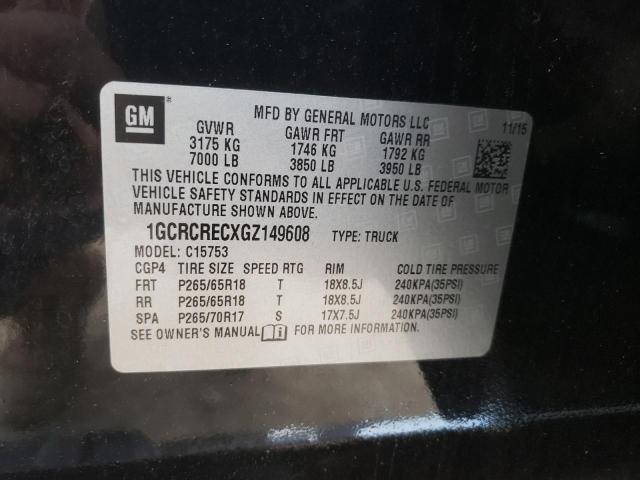 GM
MFD BY GENERAL MOTORS LLC
11/15
GVWR GAWR FRT GAWR RR
3175 KG 1746 KG 1792 KG
7000 LB 3850 LB 3950 LB
THIS VEHICLE CONFORMS TO ALL APPLICABLE U.S. FEDERAL MOTOR
VEHICLE SAFETY STANDARDS IN EFFECT ON THE DATE OF
MANUFACTURE SHOWN ABOVE.
1GCRCRECXGZ149608 TYPE: TRUCK
MODEL: C15753
CGP4 TIRE SIZE SPEED RTG RIM COLD TIRE PRESSURE
FRT P265/65R18 T 18X8.5J 240KPA(35PSI)
RR P265/65R18 T 18X8.5J 240KPA(35PSI)
SPA P265/70R17 S 17X7.5J 240KPA(35PSI)
SEE OWNER'S MANUAL FOR MORE INFORMATION.